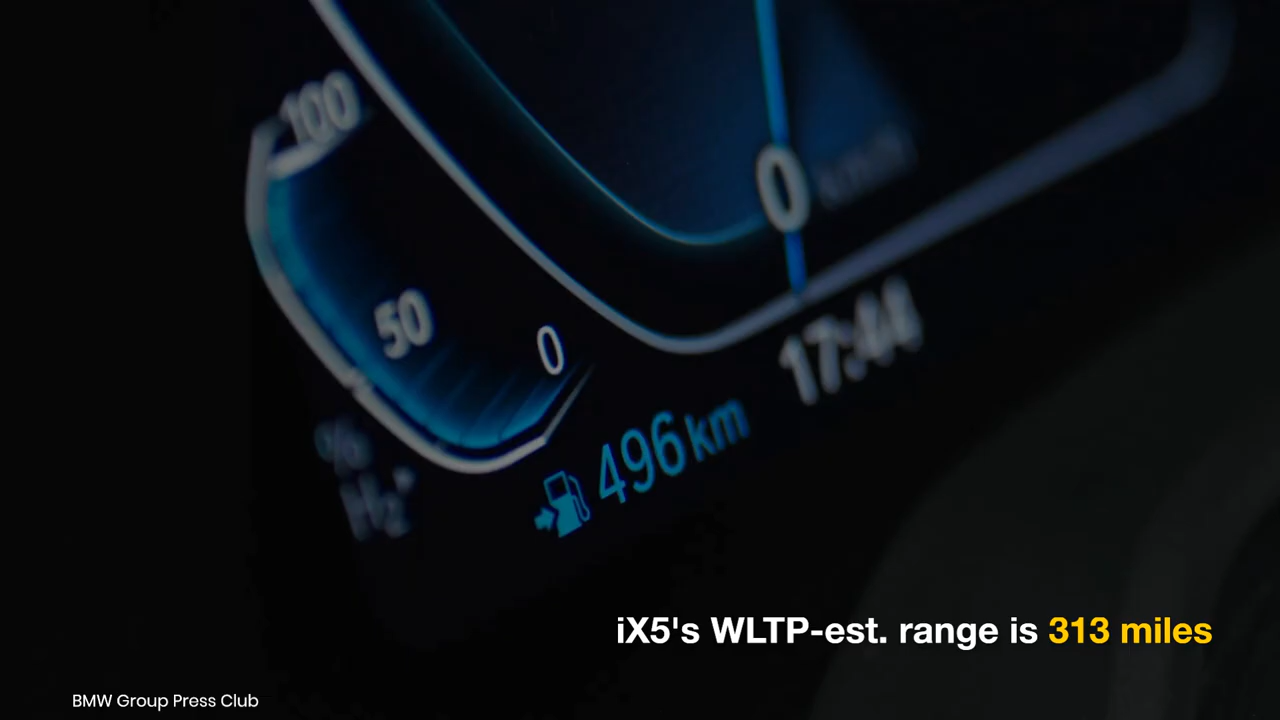 100
0
50
0
17:44
496 km
%
H₂
iX5's WLTP-est. range is 313 miles
BMW Group Press Club